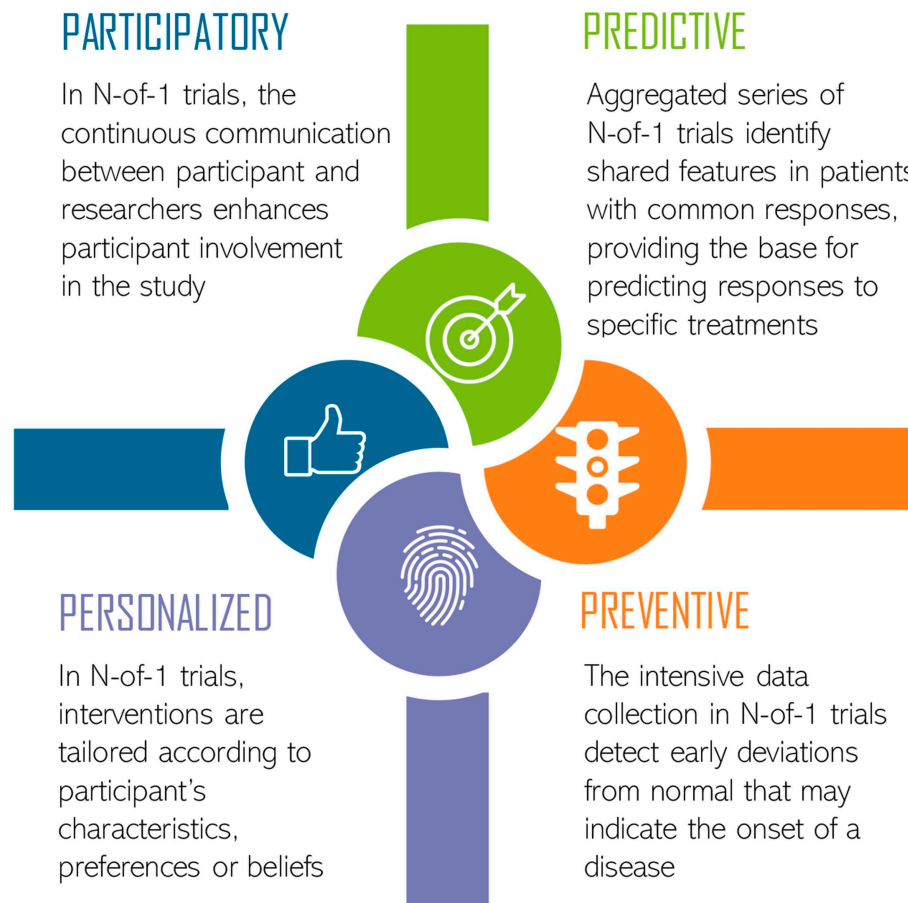 PARTICIPATORY
In N-of-1 trials, the
continuous communication
between participant and
researchers enhances
participant involvement
in the study
PREDICTIVE
Aggregated series of
N-of-1 trials identify
shared features in patients
with common responses,
providing the base for
predicting responses to
specific treatments
PERSONALIZED
In N-of-1 trials,
interventions are
tailored according to
participant's
characteristics,
preferences or beliefs
PREVENTIVE
The intensive data
collection in N-of-1 trials
detect early deviations
from normal that may
indicate the onset of a
disease